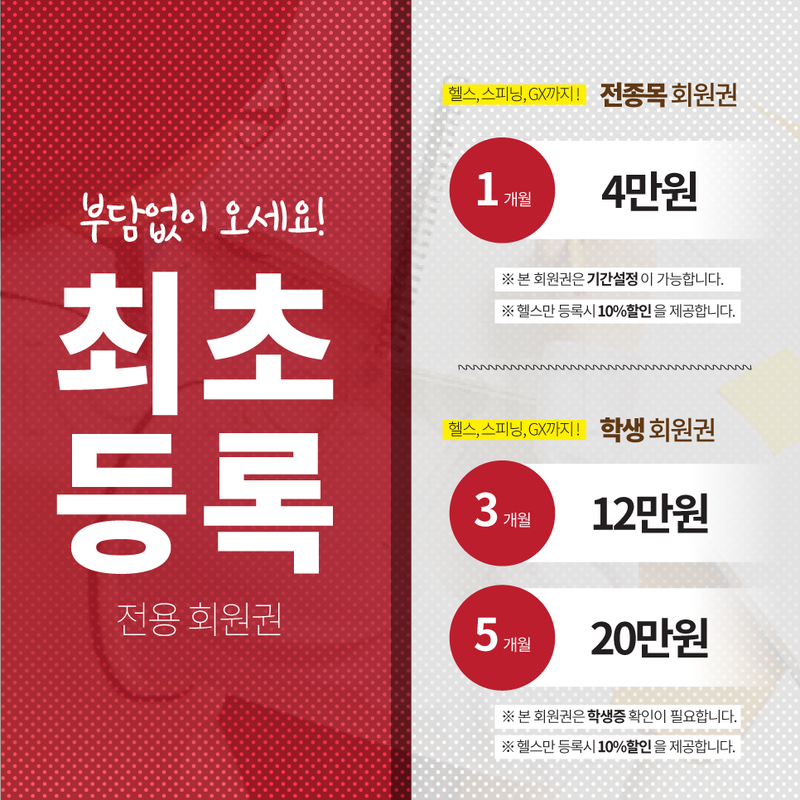 부담없이 오세요!
최초
등록
전용 회원권
헬스, 스피닝, GX까지! 전종목 회원권
1 개월 4만원
※ 본 회원권은 기간설정이 가능합니다.
※ 헬스만 등록시 10%할인을 제공합니다.
헬스, 스피닝, GX까지! 학생 회원권
3 개월 12만원
5 개월 20만원
※ 본 회원권은 학생증 확인이 필요합니다.
※ 헬스만 등록시 10%할인을 제공합니다.